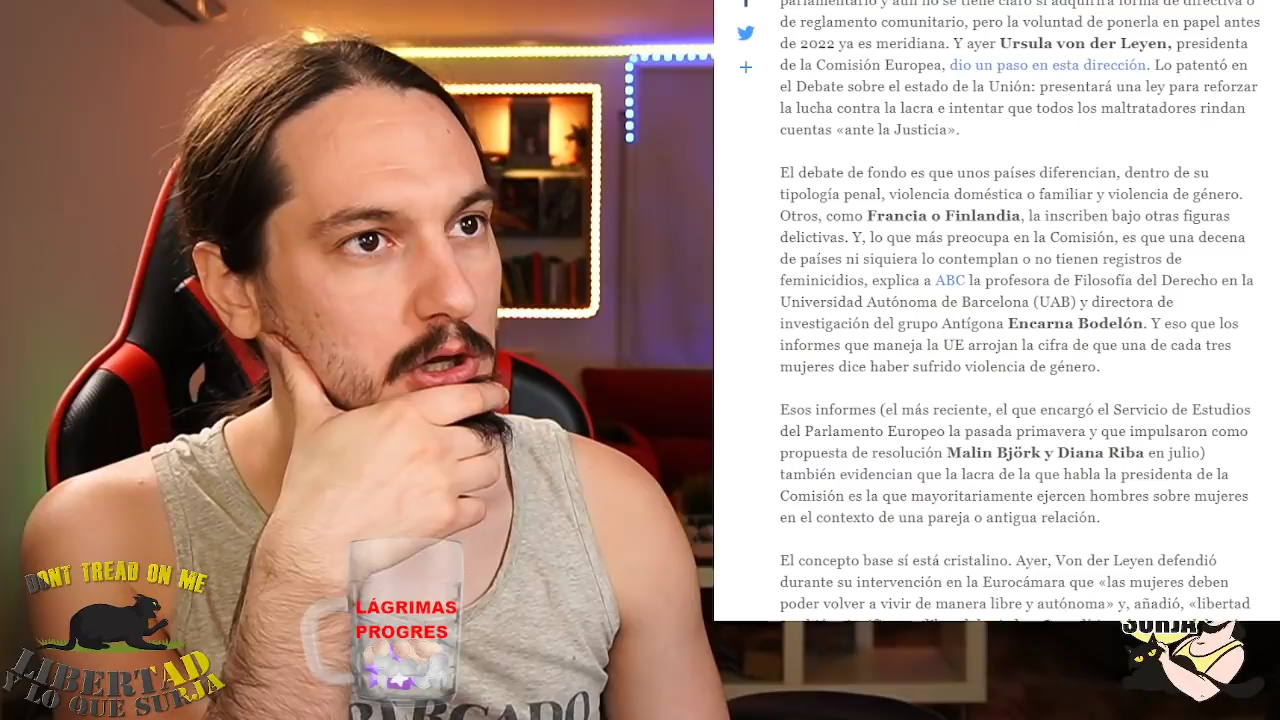 parlamentario y aún no se tiene claro si adquirirá forma de directiva o
de reglamento comunitario, pero la voluntad de ponerla en papel antes
de 2022 ya es meridiana. Y ayer Ursula von der Leyen, presidenta
de la Comisión Europea, dio un paso en esta dirección. Lo patentó en
el Debate sobre el estado de la Unión: presentará una ley para reforzar
la lucha contra la lacra e intentar que todos los maltratadores rindan
cuentas «ante la Justicia».
El debate de fondo es que unos países diferencian, dentro de su
tipología penal, violencia doméstica o familiar y violencia de género.
Otros, como Francia o Finlandia, la inscriben bajo otras figuras
delictivas. Y, lo que más preocupa en la Comisión, es que una decena
de países ni siquiera lo contemplan o no tienen registros de
feminicidios, explica a ABC la profesora de Filosofía del Derecho en la
Universidad Autónoma de Barcelona (UAB) y directora de
investigación del grupo Antígona Encarna Bodelón. Y eso que los
informes que maneja la UE arrojan la cifra de que una de cada tres
mujeres dice haber sufrido violencia de género.
Esos informes (el más reciente, el que encargó el Servicio de Estudios
del Parlamento Europeo la pasada primavera y que impulsaron como
propuesta de resolución Malin Björk y Diana Riba en julio)
también evidencian que la lacra de la que habla la presidenta de la
Comisión es la que mayoritariamente ejercen hombres sobre mujeres
en el contexto de una pareja o antigua relación.
El concepto base sí está cristalino. Ayer, Von der Leyen defendió
durante su intervención en la Eurocámara que «las mujeres deben
poder volver a vivir de manera libre y autónoma» y, añadió, «libertad
DONT TREAD ON ME
LIBERTAD
Y LO QUE SURJA
LÁGRIMAS
PROGRES
SURJA